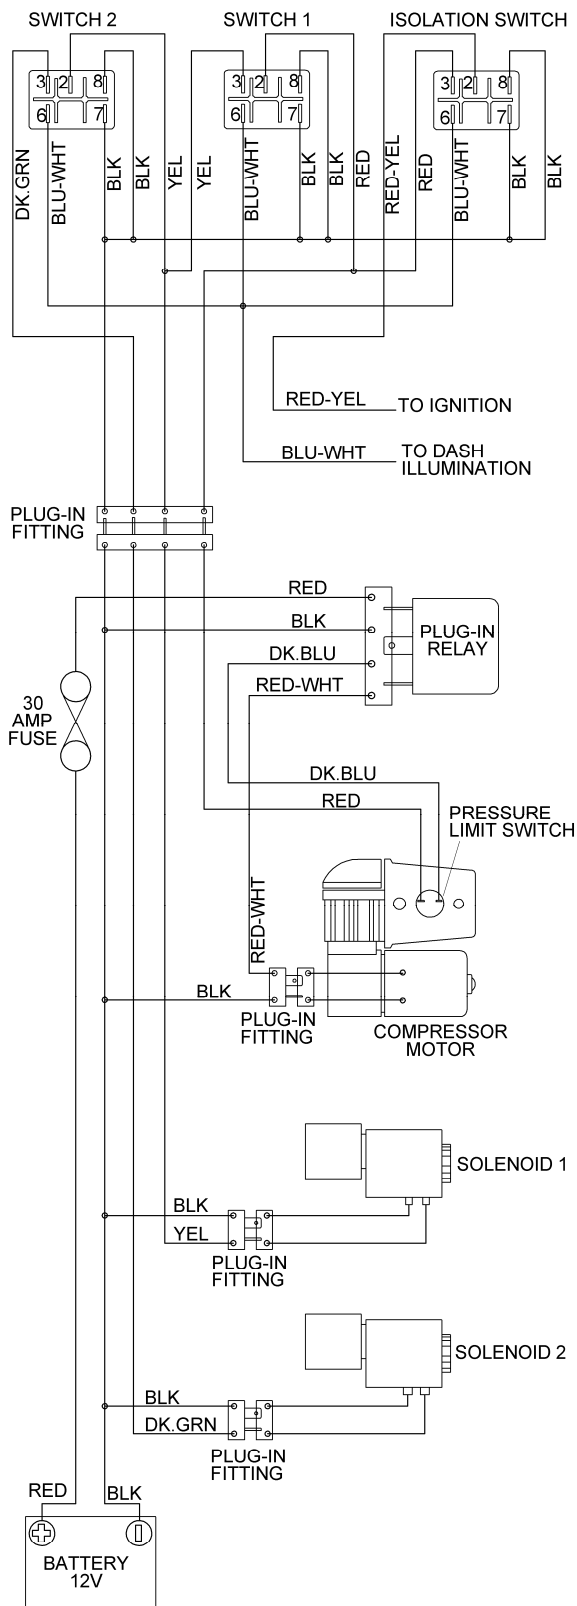 SWITCH 2
SWITCH 1
ISOLATION SWITCH
3 2 8
3 2 8
3 2 8
6 7
6 7
6 7
DK.GRN
BLU-WHT
BLK
BLK
YEL
YEL
BLU-WHT
BLK
BLK
RED
RED-YEL
RED
BLU-WHT
BLK
BLK
RED-YEL
TO IGNITION
BLU-WHT
TO DASH
ILLUMINATION
PLUG-IN
FITTING
RED
BLK
DK.BLU
RED-WHT
PLUG-IN
RELAY
30
AMP
FUSE
DK.BLU
RED
PRESSURE
LIMIT SWITCH
RED-WHT
BLK
PLUG-IN
FITTING
COMPRESSOR
MOTOR
SOLENOID 1
BLK
YEL
PLUG-IN
FITTING
SOLENOID 2
BLK
DK.GRN
PLUG-IN
FITTING
RED
BLK
BATTERY
12V